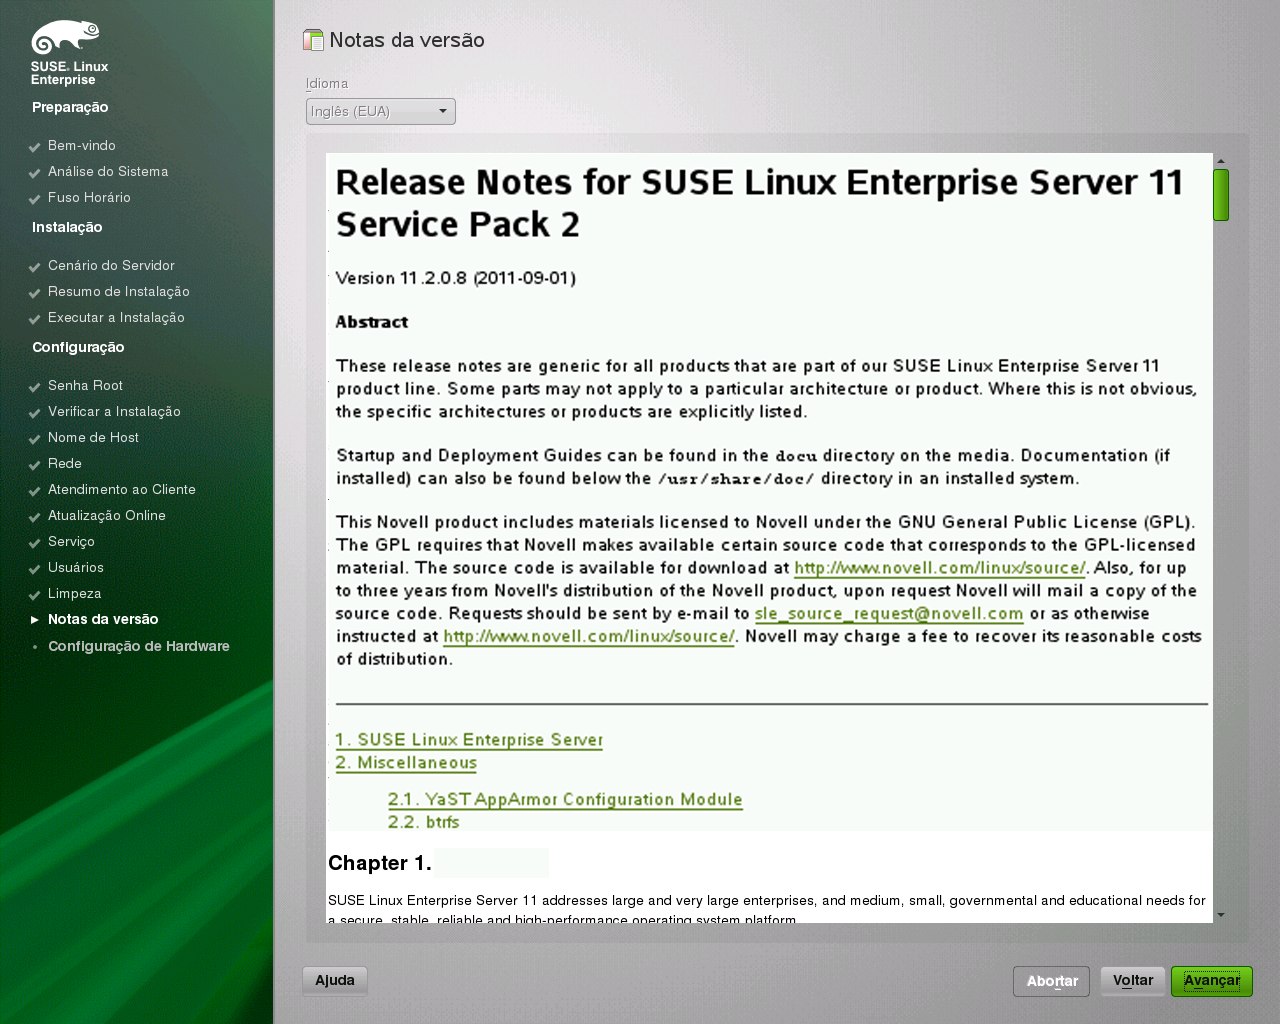 SUSE Linux
Enterprise
Preparação
Bem-vindo
Análise do Sistema
Fuso Horário
Instalação
Cenário do Servidor
Resumo de Instalação
Executar a Instalação
Configuração
Senha Root
Verificar a Instalação
Nome de Host
Rede
Atendimento ao Cliente
Atualização Online
Serviço
Usuários
Limpeza
Notas da versão
Configuração de Hardware
Notas da versão
Idioma
Inglês (EUA)
Release Notes for SUSE Linux Enterprise Server 11
Service Pack 2
Version 11.2.0.8 (2011-09-01)
Abstract
These release notes are generic for all products that are part of our SUSE Linux Enterprise Server 11
product line. Some parts may not apply to a particular architecture or product. Where this is not obvious,
the specific architectures or products are explicitly listed.
Startup and Deployment Guides can be found in the docu directory on the media. Documentation (if
installed) can also be found below the /usr/share/doc/ directory in an installed system.
This Novell product includes materials licensed to Novell under the GNU General Public License (GPL).
The GPL requires that Novell makes available certain source code that corresponds to the GPL-licensed
material. The source code is available for download at http://www.novell.com/linux/source/. Also, for up
to three years from Novell's distribution of the Novell product, upon request Novell will mail a copy of the
source code. Requests should be sent by e-mail to sle_source_request@novell.com or as otherwise
instructed at http://www.novell.com/linux/source/. Novell may charge a fee to recover its reasonable costs
of distribution.
1. SUSE Linux Enterprise Server
2. Miscellaneous
2.1. YaST AppArmor Configuration Module
2.2. btrfs
Chapter 1.
SUSE Linux Enterprise Server 11 addresses large and very large enterprises, and medium, small, governmental and educational needs for
a secure, stable, reliable and high-performance operating system platform.
Ajuda
Abortar
Voltar
Avançar